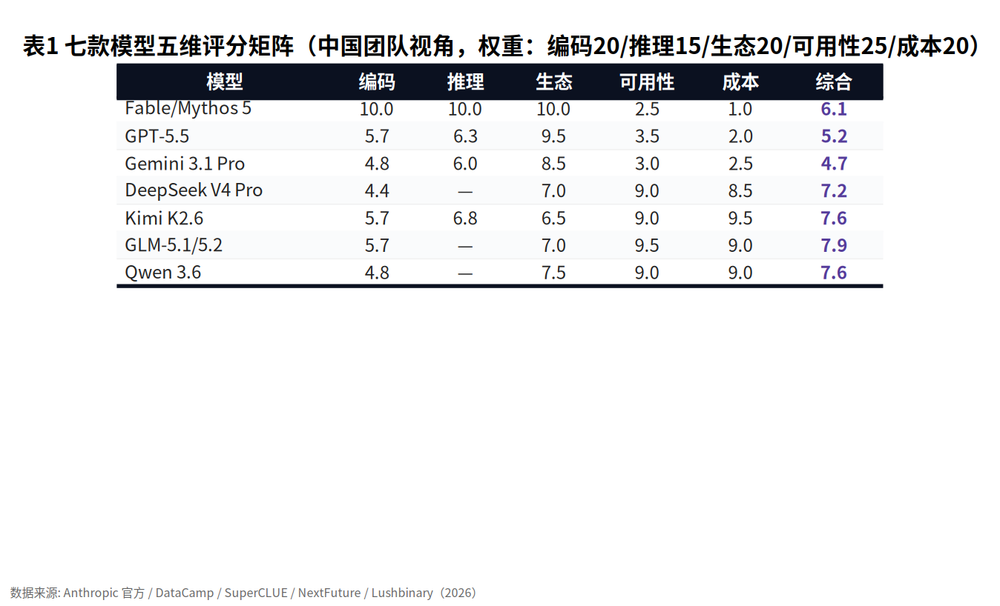 表1 七款模型五维评分矩阵（中国团队视角，权重：编码20/推理15/生态20/可用性25/成本20）
模型 编码 推理 生态 可用性 成本 综合
Fable/Mythos 5 10.0 10.0 10.0 2.5 1.0 6.1
GPT-5.5 5.7 6.3 9.5 3.5 2.0 5.2
Gemini 3.1 Pro 4.8 6.0 8.5 3.0 2.5 4.7
DeepSeek V4 Pro 4.4 — 7.0 9.0 8.5 7.2
Kimi K2.6 5.7 6.8 6.5 9.0 9.5 7.6
GLM-5.1/5.2 5.7 — 7.0 9.5 9.0 7.9
Qwen 3.6 4.8 — 7.5 9.0 9.0 7.6
数据来源: Anthropic 官方 / DataCamp / SuperCLUE / NextFuture / Lushbinary（2026）